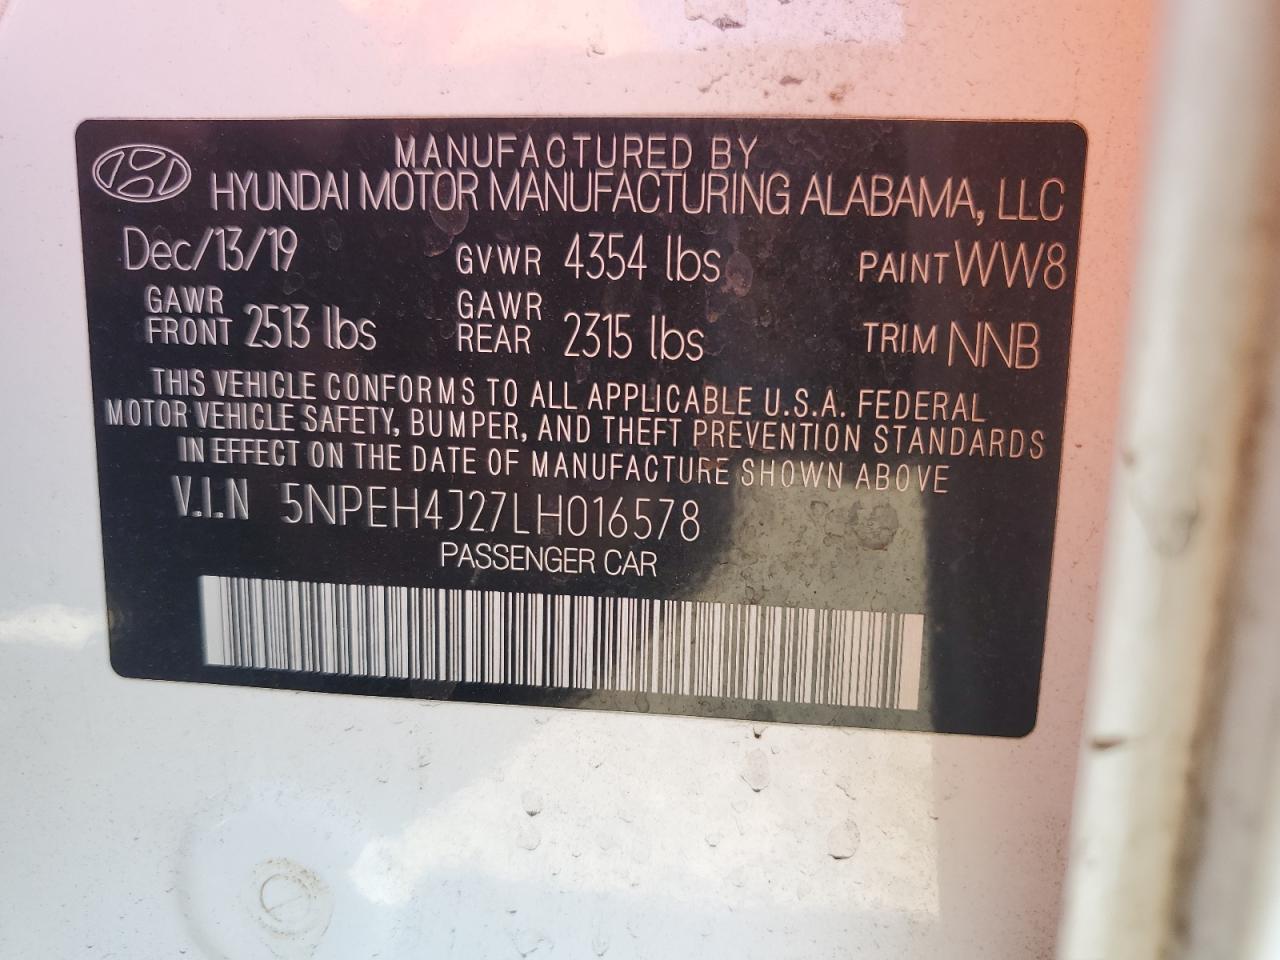 MANUFACTURED BY
HYUNDAI MOTOR MANUFACTURING ALABAMA, LLC
Dec/13/19 GVWR 4354 lbs PAINT WW8
GAWR FRONT 2513 lbs GAWR REAR 2315 lbs TRIM NNB
THIS VEHICLE CONFORMS TO ALL APPLICABLE U.S.A. FEDERAL
MOTOR VEHICLE SAFETY, BUMPER, AND THEFT PREVENTION STANDARDS
IN EFFECT ON THE DATE OF MANUFACTURE SHOWN ABOVE
V.I.N 5NPEH4J27LH016578
PASSENGER CAR